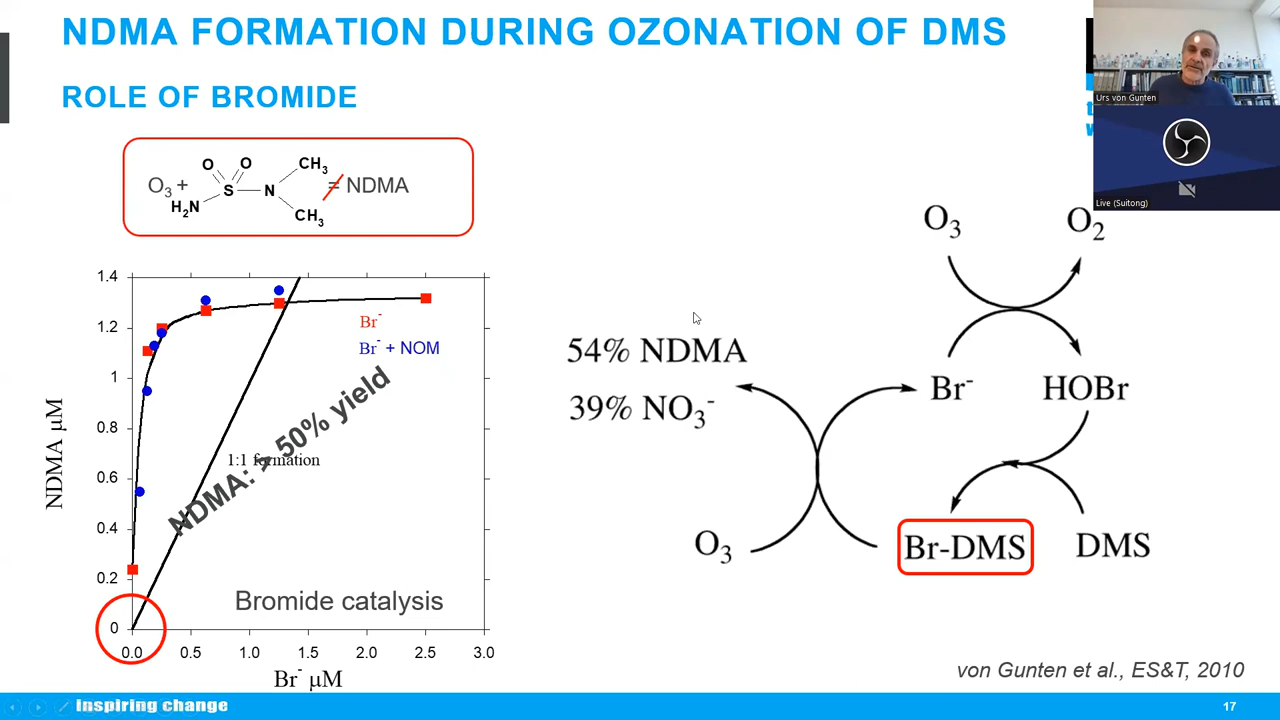 NDMA FORMATION DURING OZONATION OF DMS
ROLE OF BROMIDE
Urs von Gunten
Live (Suitong)
O3 +
O O
S
N
H2N
CH3
CH3
= NDMA
1.4
1.2
1
0.8
0.6
0.4
0.2
0
0.0 0.5 1.0 1.5 2.0 2.5 3.0
NDMA µM
Br- µM
Br-
Br- + NOM
NDMA: > 50% yield
1:1 formation
Bromide catalysis
O3
O2
54% NDMA
39% NO3-
Br-
HOBr
O3
Br-DMS
DMS
von Gunten et al., ES&T, 2010
inspiring change
17